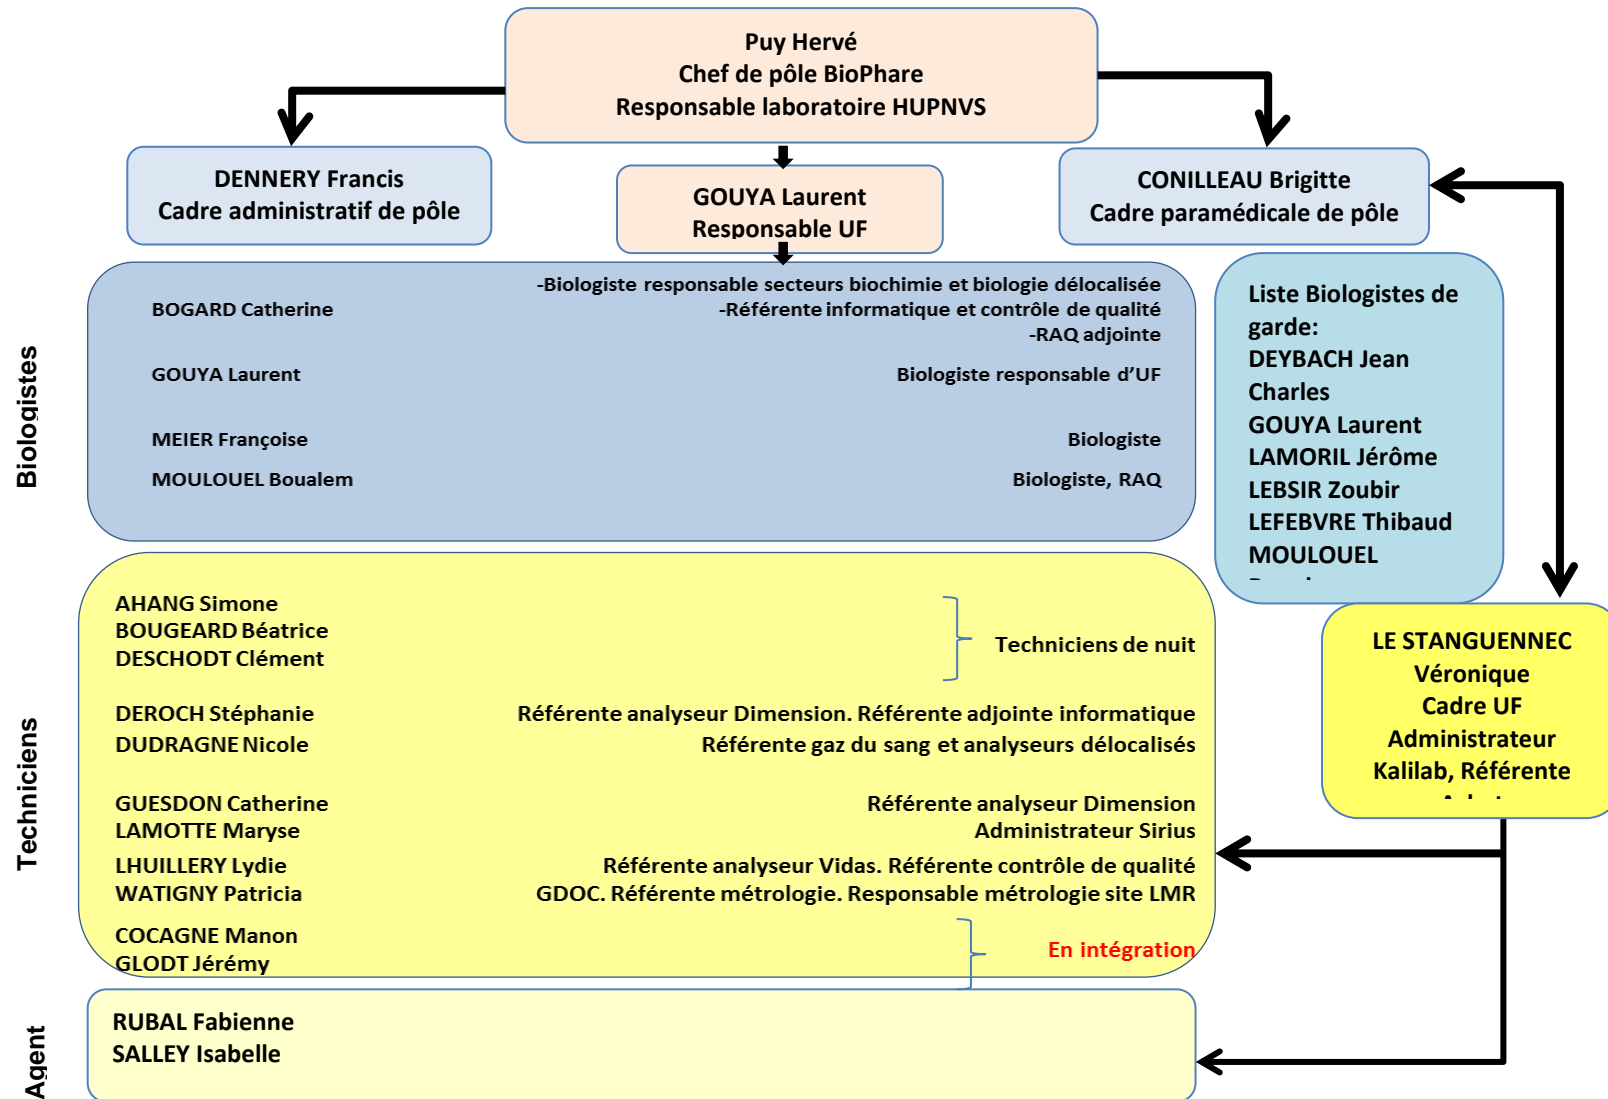 Puy Hervé
Chef de pôle BioPhare
Responsable laboratoire HUPNVS
DENNERY Francis
Cadre administratif de pôle
GOUYA Laurent
Responsable UF
CONILLEAU Brigitte
Cadre paramédicale de pôle
Biologistes
BOGARD Catherine
-Biologiste responsable secteurs biochimie et biologie délocalisée
-Référente informatique et contrôle de qualité
-RAQ adjointe
GOUYA Laurent Biologiste responsable d’UF
MEIER Françoise Biologiste
MOULOUEL Boualem Biologiste, RAQ
Liste Biologistes de
garde:
DEYBACH Jean
Charles
GOUYA Laurent
LAMORIL Jérôme
LEBSIR Zoubir
LEFEBVRE Thibaud
MOULOUEL
LE STANGUENNEC
Véronique
Cadre UF
Administrateur
Kalilab, Référente
Techniciens
AHANG Simone
BOUGEARD Béatrice
DESCHODT Clément
Techniciens de nuit
DEROCH Stéphanie Référente analyseur Dimension. Référente adjointe informatique
DUDRAGNE Nicole Référente gaz du sang et analyseurs délocalisés
GUESDON Catherine Référente analyseur Dimension
LAMOTTE Maryse Administrateur Sirius
LHUILLERY Lydie Référente analyseur Vidas. Référente contrôle de qualité
WATIGNY Patricia GDOC. Référente métrologie. Responsable métrologie site LMR
COCAGNE Manon
GLODT Jérémy
En intégration
Agent
RUBAL Fabienne
SALLEY Isabelle